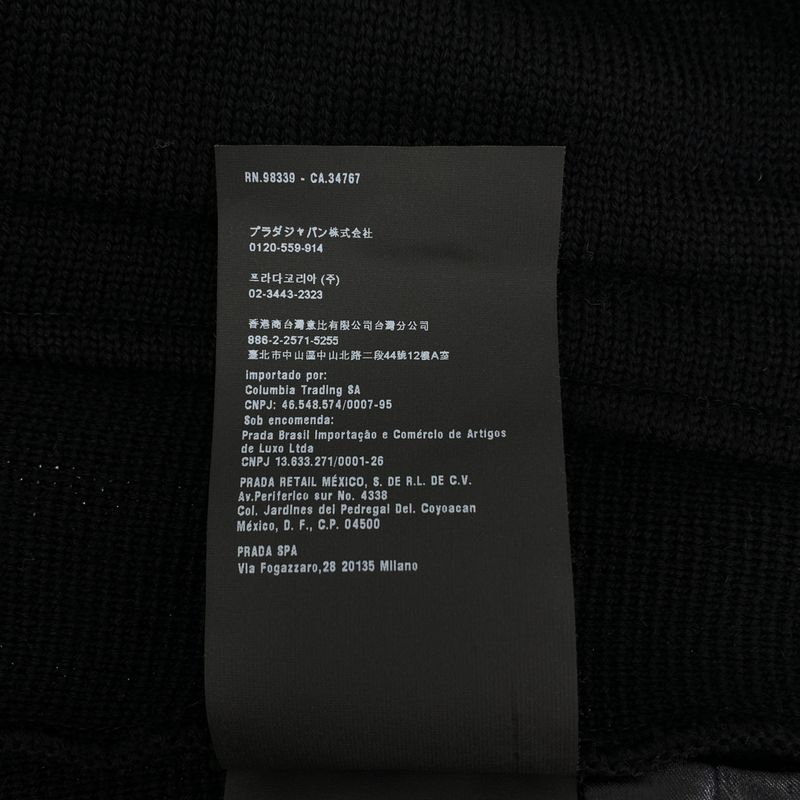 RN.98339 - CA.34767
プラダジャパン株式会社
0120-559-914
프라다코리아 (주)
02-3443-2323
香港商台灣意比有限公司台灣分公司
886-2-2571-5255
臺北市中山區中山北路二段44號12樓A室
Importado por:
Columbia Trading SA
CNPJ: 46.548.574/0007-95
Sob encomenda:
Prada Brasil Importação e Comércio de Artigos
de Luxo Ltda
CNPJ 13.633.271/0001-26
PRADA RETAIL MÉXICO, S. DE R.L. DE C.V.
Av.Periferico sur No. 4338
Col. Jardines del Pedregal Del. Coyoacan
México, D. F., C.P. 04500
PRADA SPA
Via Fogazzaro,28 20135 Milano